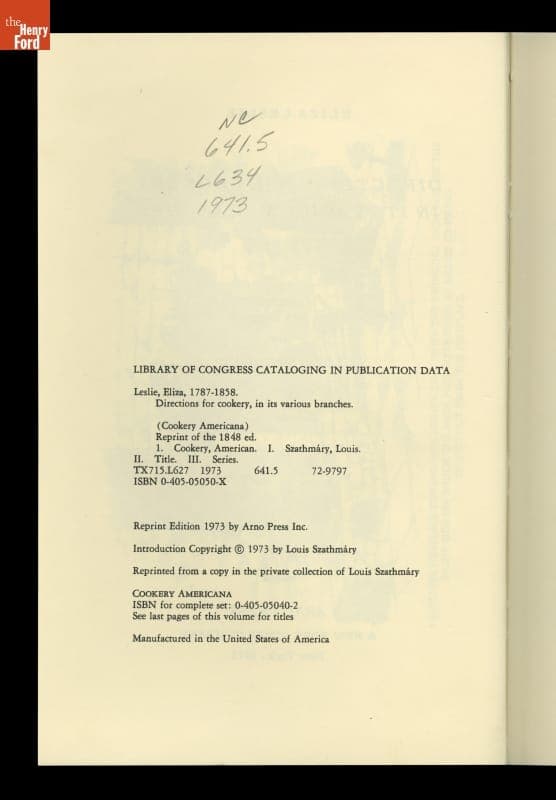 the
Henry
Ford
NC
641.5
L634
1973
LIBRARY OF CONGRESS CATALOGING IN PUBLICATION DATA
Leslie, Eliza, 1787-1858.
Directions for cookery, in its various branches.
(Cookery Americana)
Reprint of the 1848 ed.
1. Cookery, American. I. Szathmáry, Louis.
II. Title. III. Series.
TX715.L627 1973 641.5 72-9797
ISBN 0-405-05050-X
Reprint Edition 1973 by Arno Press Inc.
Introduction Copyright © 1973 by Louis Szathmáry
Reprinted from a copy in the private collection of Louis Szathmáry
COOKERY AMERICANA
ISBN for complete set: 0-405-05040-2
See last pages of this volume for titles
Manufactured in the United States of America